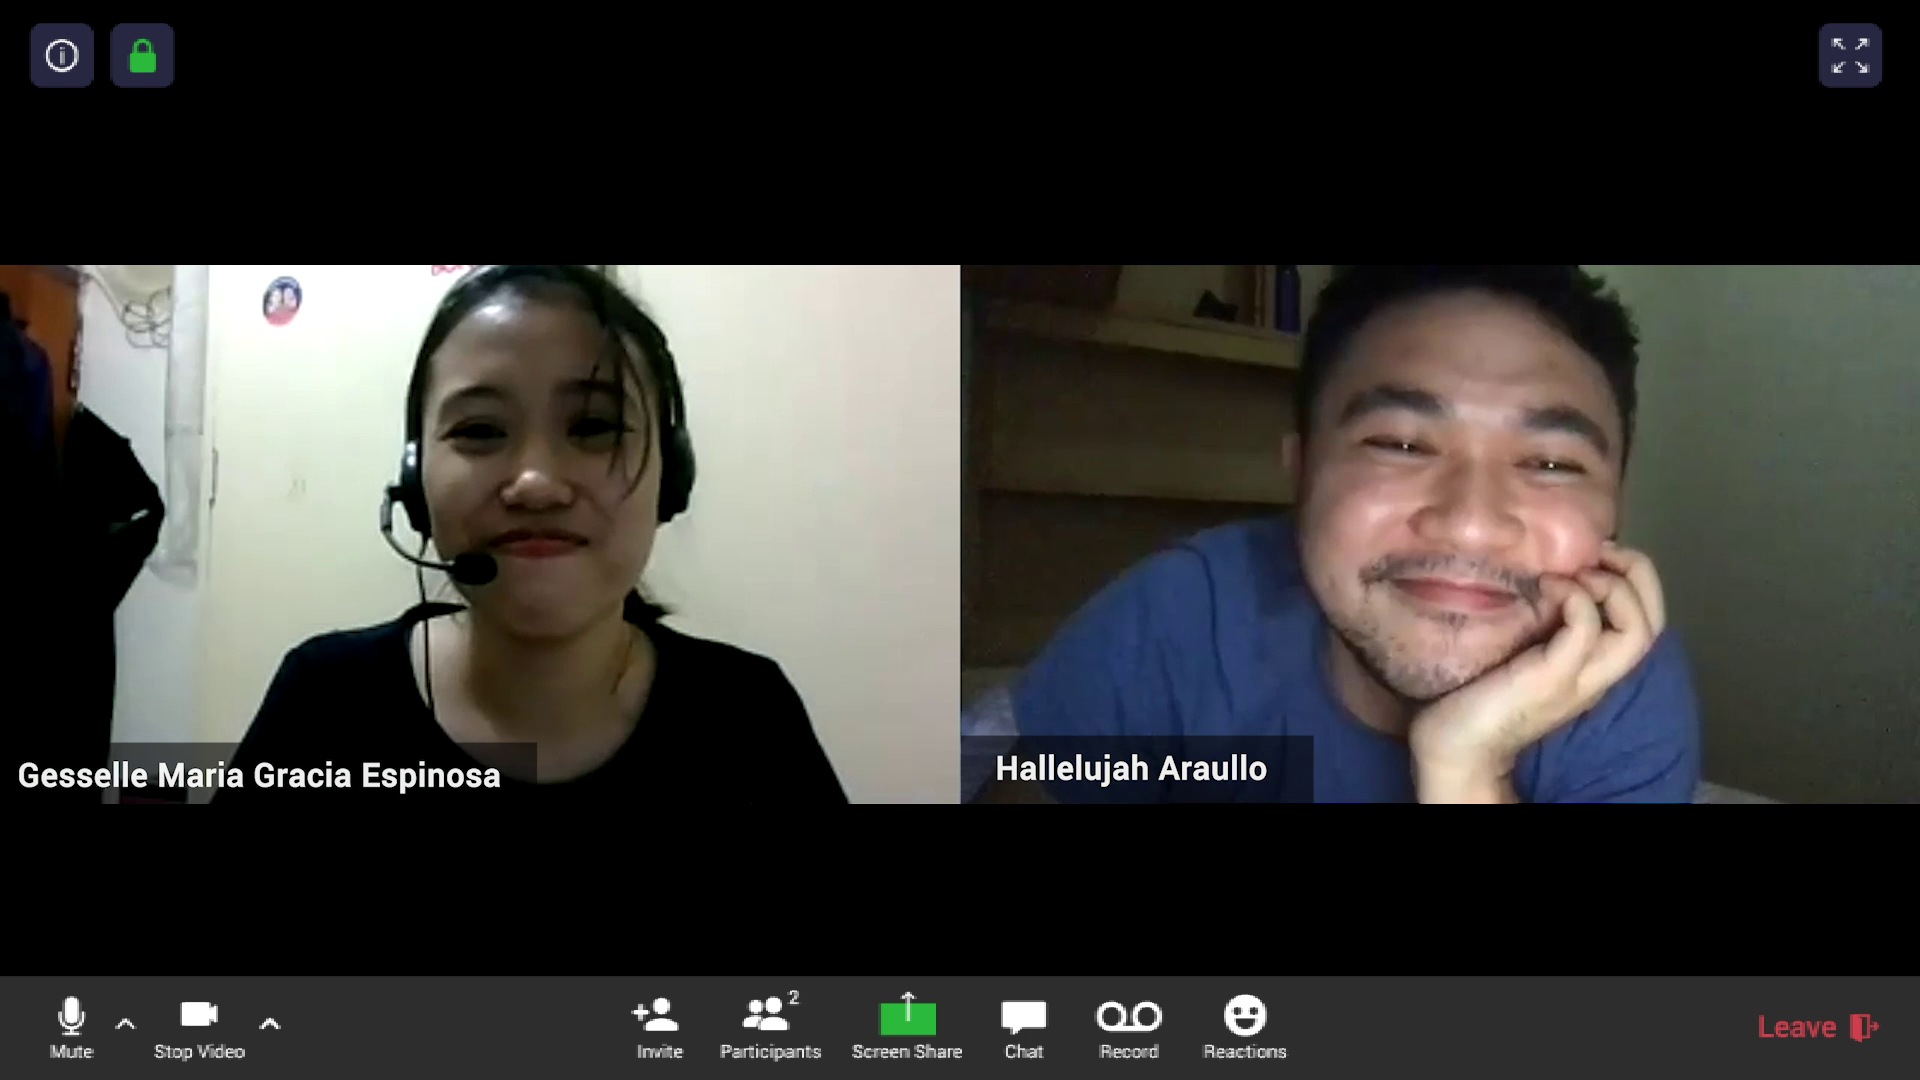 Gesselle Maria Gracia Espinosa
Hallelujah Araullo
Mute
Stop Video
Invite
2
Participants
Screen Share
Chat
Record
Reactions
Leave